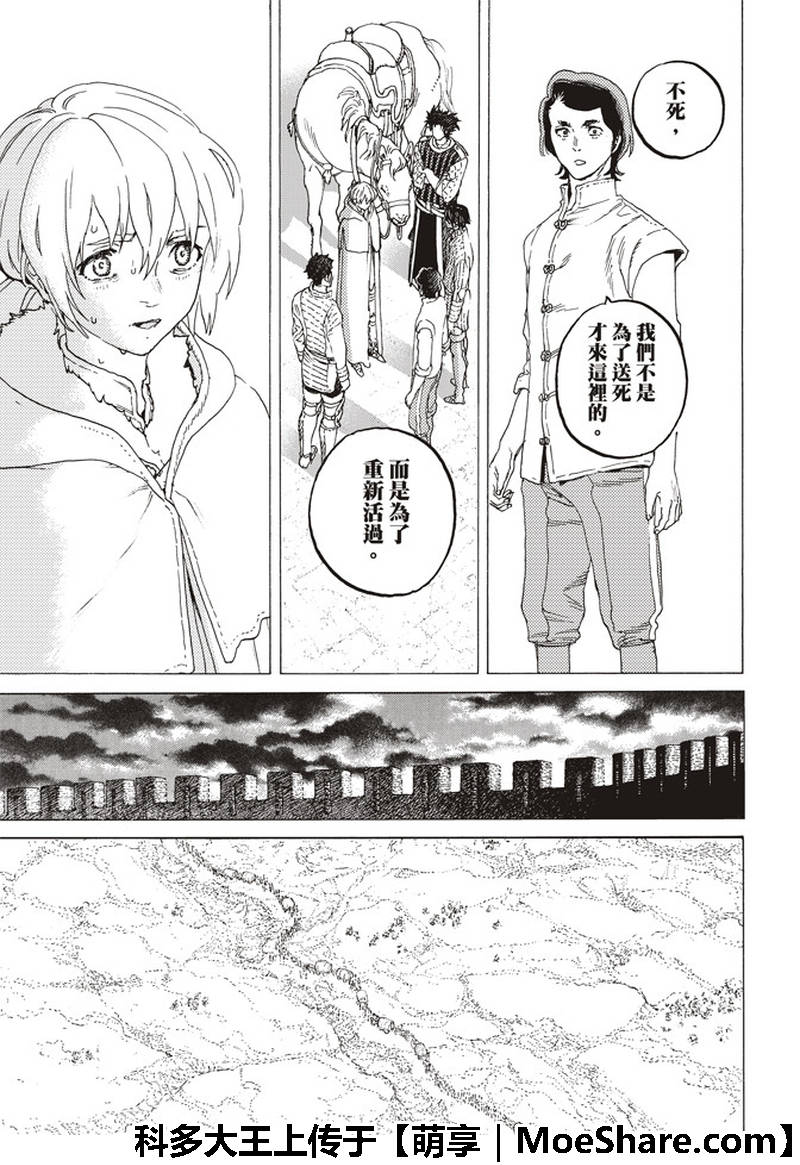 不死，
我們不是
為了送死
才來這裡的。
而是為了
重新活過。
科多大王上传于【萌享 | MoeShare.com】